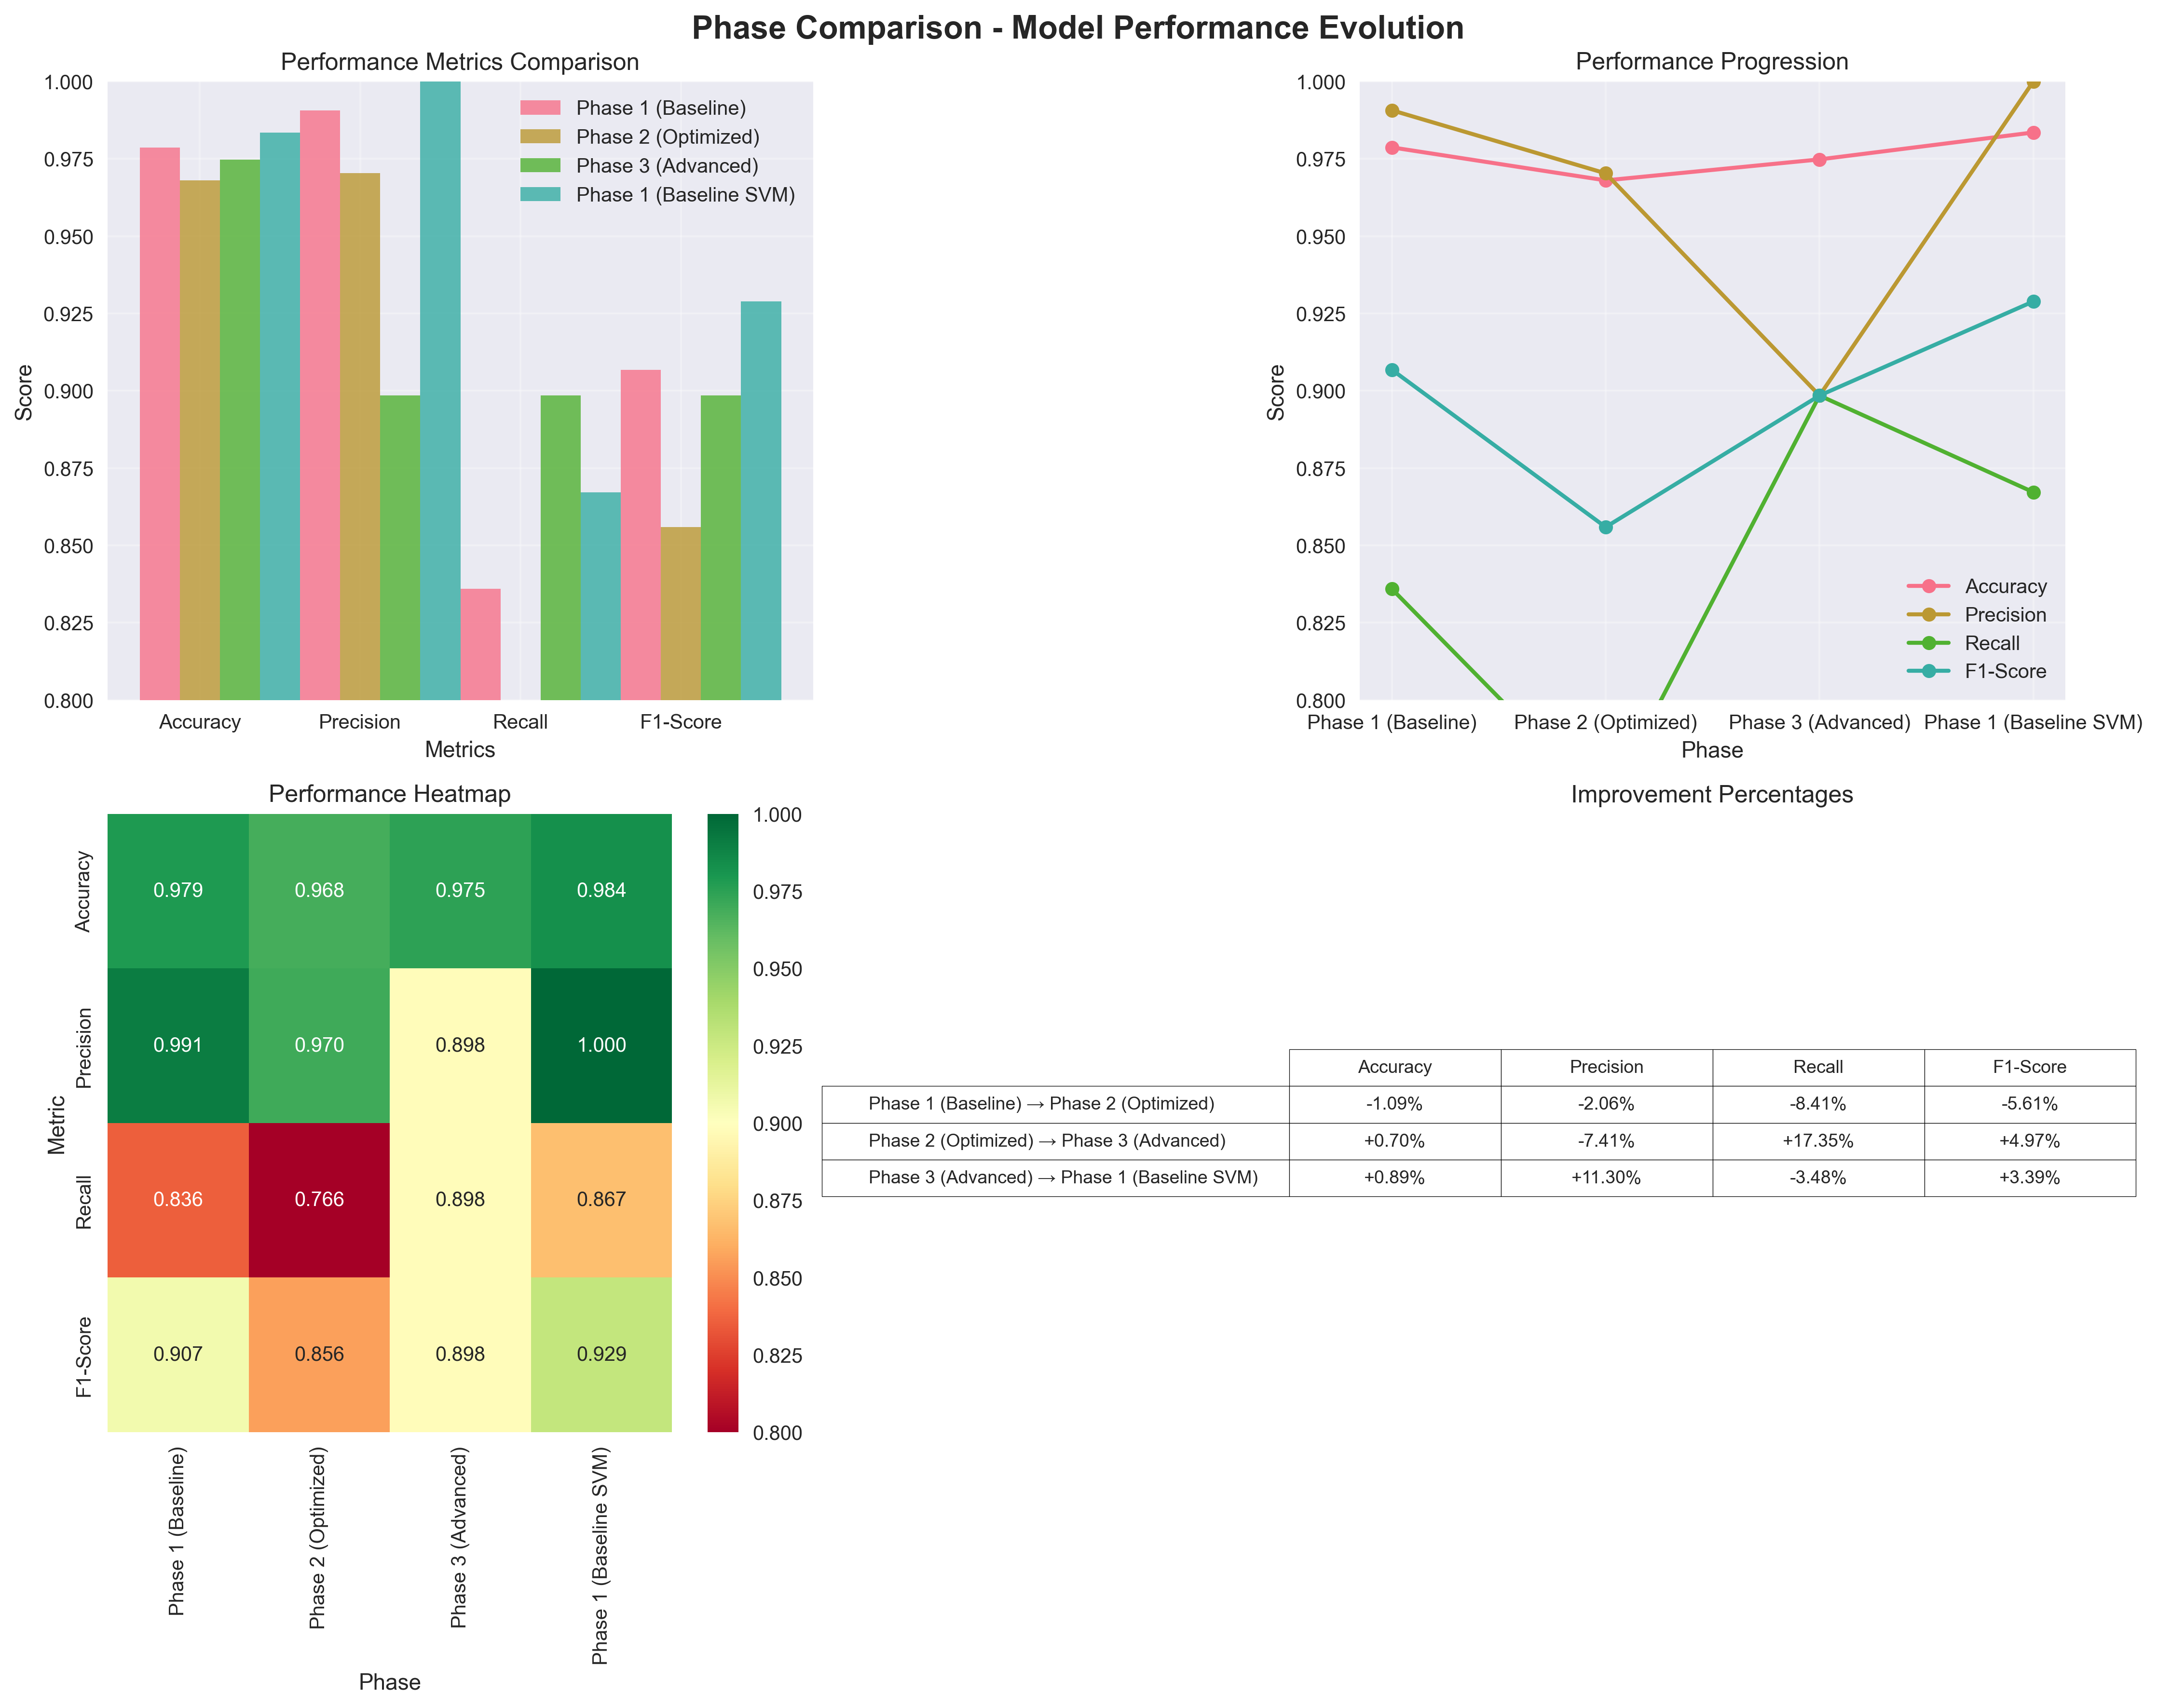 Phase Comparison - Model Performance Evolution
Performance Metrics Comparison
1.000
0.975
0.950
0.925
0.900
0.875
0.850
0.825
0.800
Score
Phase 1 (Baseline)
Phase 2 (Optimized)
Phase 3 (Advanced)
Phase 1 (Baseline SVM)
Accuracy Precision Recall F1-Score
Metrics
Performance Progression
1.000
0.975
0.950
0.925
0.900
0.875
0.850
0.825
0.800
Score
Accuracy
Precision
Recall
F1-Score
Phase 1 (Baseline) Phase 2 (Optimized) Phase 3 (Advanced) Phase 1 (Baseline SVM)
Phase
Performance Heatmap
Metric
Accuracy 0.979 0.968 0.975 0.984
Precision 0.991 0.970 0.898 1.000
Recall 0.836 0.766 0.898 0.867
F1-Score 0.907 0.856 0.898 0.929
Phase 1 (Baseline)
Phase 2 (Optimized)
Phase 3 (Advanced)
Phase 1 (Baseline SVM)
Phase
1.000
0.975
0.950
0.925
0.900
0.875
0.850
0.825
0.800
Improvement Percentages
Accuracy Precision Recall F1-Score
Phase 1 (Baseline) → Phase 2 (Optimized) -1.09% -2.06% -8.41% -5.61%
Phase 2 (Optimized) → Phase 3 (Advanced) +0.70% -7.41% +17.35% +4.97%
Phase 3 (Advanced) → Phase 1 (Baseline SVM) +0.89% +11.30% -3.48% +3.39%